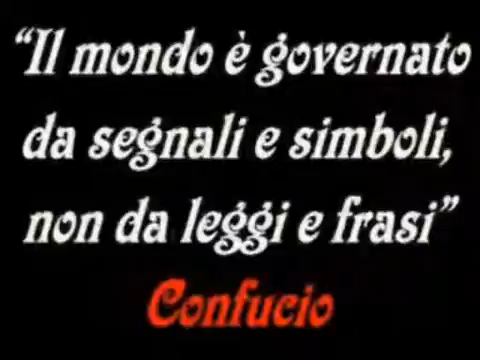 “Il mondo è governato
da segnali e simboli,
non da leggi e frasi”
Confucio